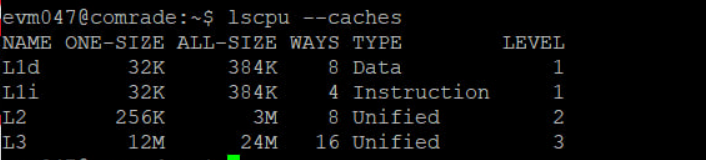 evm047@comrade:~$ lscpu --caches
NAME ONE-SIZE ALL-SIZE WAYS TYPE        LEVEL
L1d       32K     384K    8 Data            1
L1i       32K     384K    4 Instruction     1
L2       256K       3M    8 Unified         2
L3        12M      24M   16 Unified         3